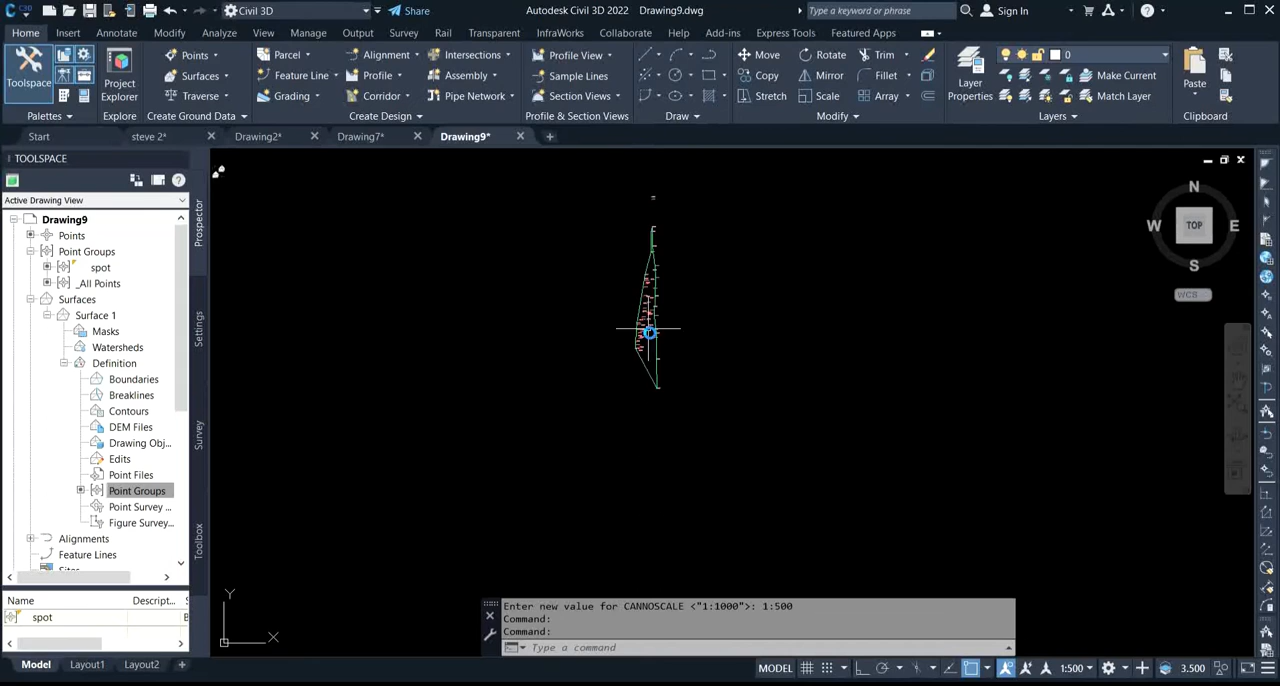 C3D Civil 3D Share Autodesk Civil 3D 2022 Drawing9.dwg Type a keyword or phrase Sign In
Home Insert Annotate Modify Analyze View Manage Output Survey Rail Transparent InfraWorks Collaborate Help Add-ins Express Tools Featured Apps
Toolspace
Project Explorer
Points
Surfaces
Traverse
Parcel
Feature Line
Grading
Alignment
Profile
Corridor
Intersections
Assembly
Pipe Network
Profile View
Sample Lines
Section Views
Move Rotate Trim
Copy Mirror Fillet
Stretch Scale Array
Layer Properties
0
Make Current
Match Layer
Paste
Palettes Explore Create Ground Data Create Design Profile & Section Views Draw Modify Layers Clipboard
Start steve 2* Drawing2* Drawing7* Drawing9*
TOOLSPACE
Active Drawing View
Drawing9
Points
Point Groups
spot
_All Points
Surfaces
Surface 1
Masks
Watersheds
Definition
Boundaries
Breaklines
Contours
DEM Files
Drawing Obj...
Edits
Point Files
Point Groups
Point Survey ...
Figure Survey...
Alignments
Feature Lines
Prospector
Settings
Survey
Toolbox
Name Descript...
spot
N
W TOP E
S
WCS
Y
X
Enter new value for CANNOSCALE <"1:1000">: 1:500
Command:
Command:
Type a command
Model Layout1 Layout2 MODEL 1:500 3.500